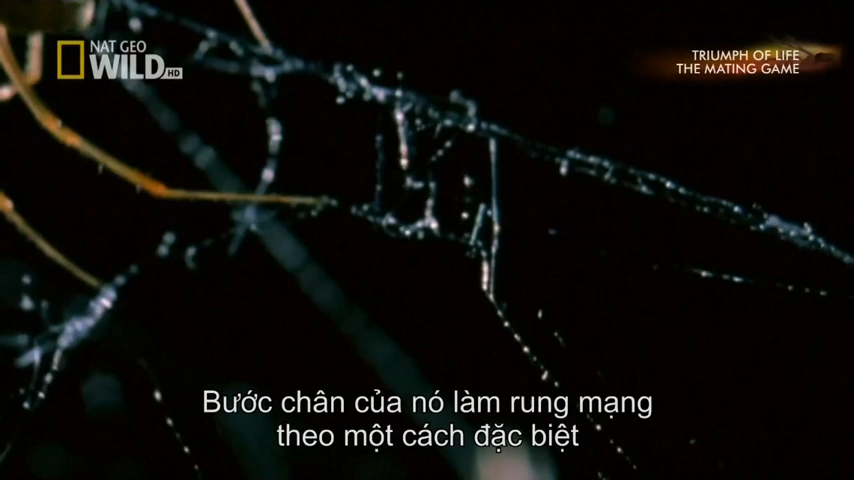 NAT GEO
WILD HD
TRIUMPH OF LIFE
THE MATING GAME
Bước chân của nó làm rung mạng
theo một cách đặc biệt